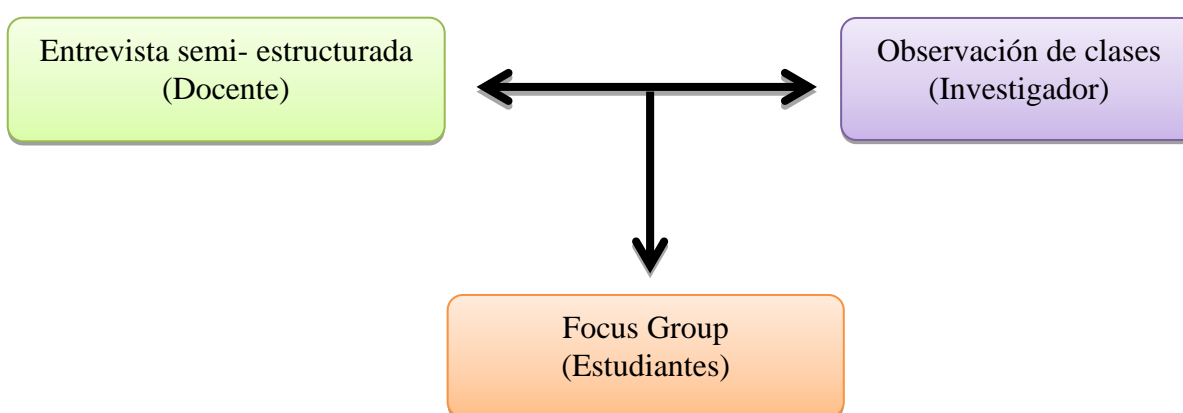 Entrevista semi- estructurada
(Docente)
Observación de clases
(Investigador)
Focus Group
(Estudiantes)